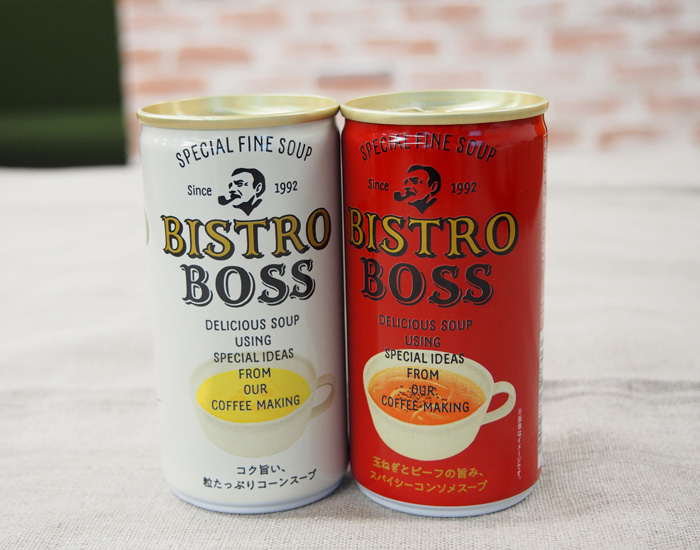 SPECIAL FINE SOUP
Since 1992
BISTRO
BOSS
DELICIOUS SOUP
USING
SPECIAL IDEAS
FROM
OUR
COFFEE MAKING
コク旨い、
粒たっぷりコーンスープ
SPECIAL FINE SOUP
Since 1992
BISTRO
BOSS
DELICIOUS SOUP
USING
SPECIAL IDEAS
FROM
OUR
COFFEE MAKING
玉ねぎとビーフの旨み、
スパイシーコンソメスープ